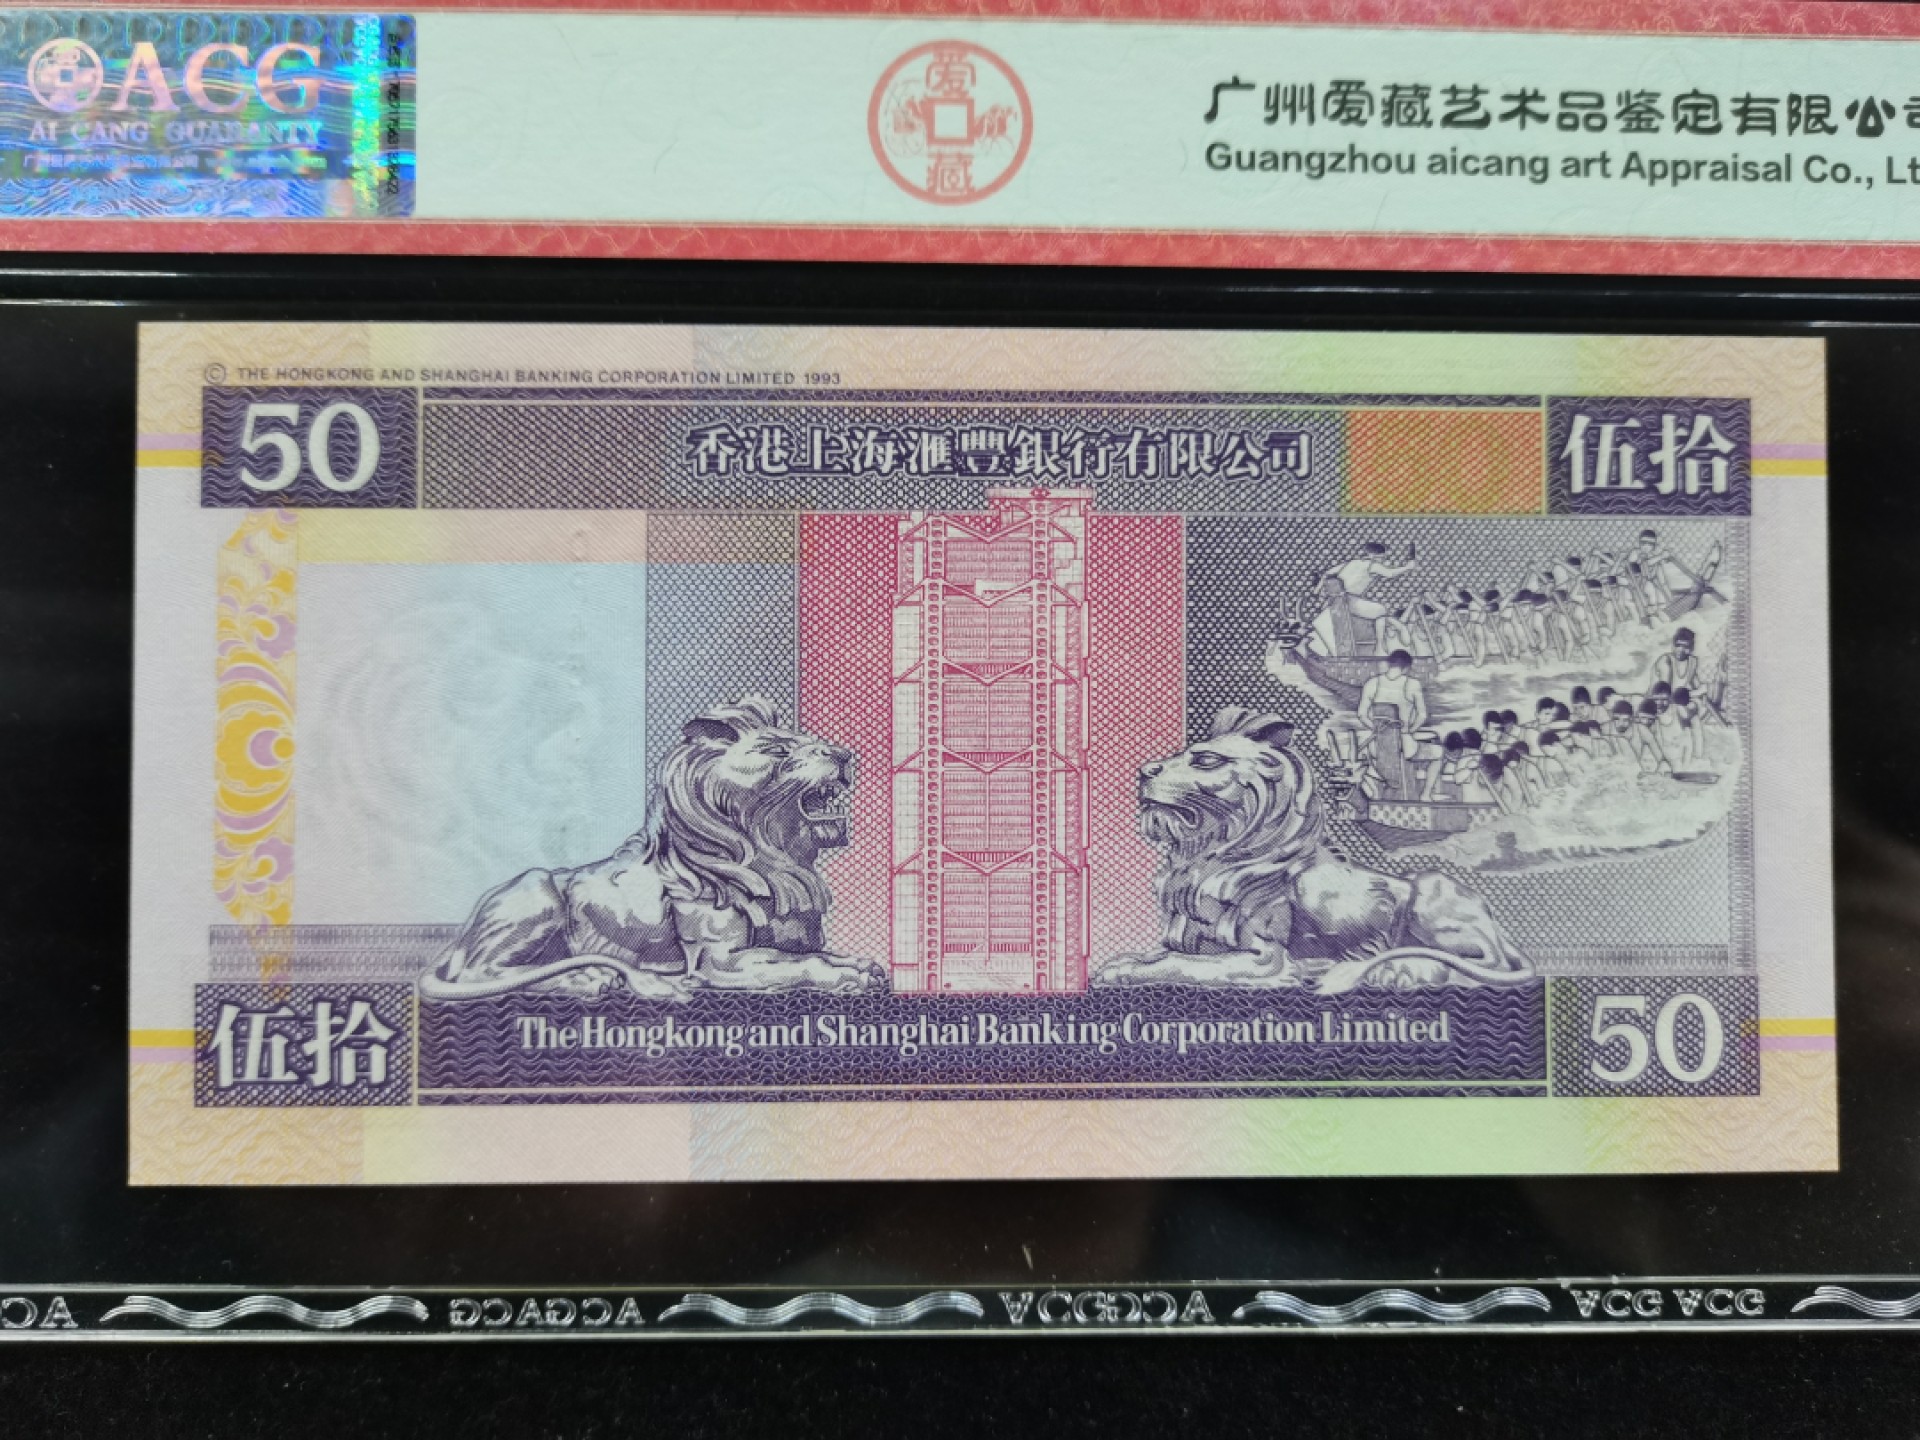 ACG
AI CANG GUARANTY
爱
藏
广州爱藏艺术品鉴定有限公司
Guangzhou aicang art Appraisal Co., Lt
© THE HONGKONG AND SHANGHAI BANKING CORPORATION LIMITED 1993
50
香港上海滙豐銀行有限公司
伍拾
伍拾
The Hongkong and Shanghai Banking Corporation Limited
50
ACG ACG